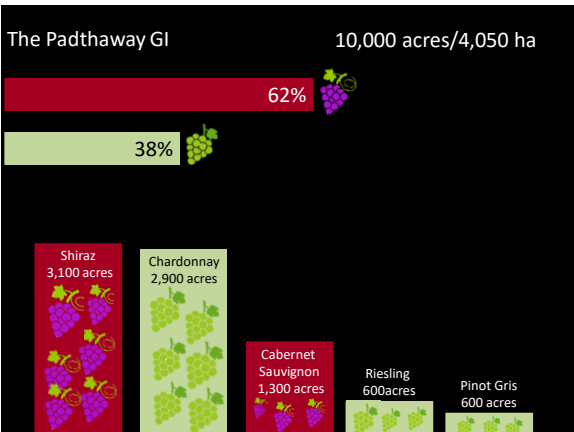 The Padthaway GI
10,000 acres/4,050 ha
62%
38%
Shiraz
3,100 acres
Chardonnay
2,900 acres
Cabernet
Sauvignon
1,300 acres
Riesling
600acres
Pinot Gris
600 acres